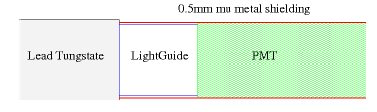 0.5mm mu metal shielding
Lead Tungstate
LightGuide
PMT